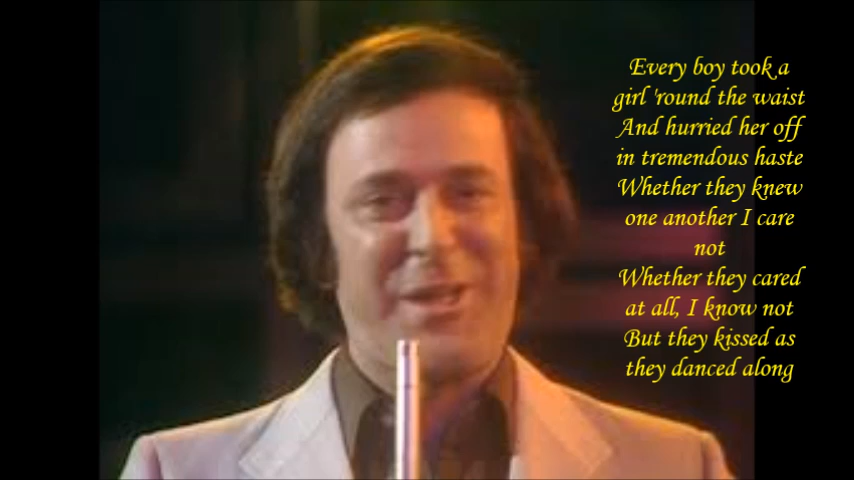 Every boy took a
girl 'round the waist
And hurried her off
in tremendous haste
Whether they knew
one another I care
not
Whether they cared
at all, I know not
But they kissed as
they danced along